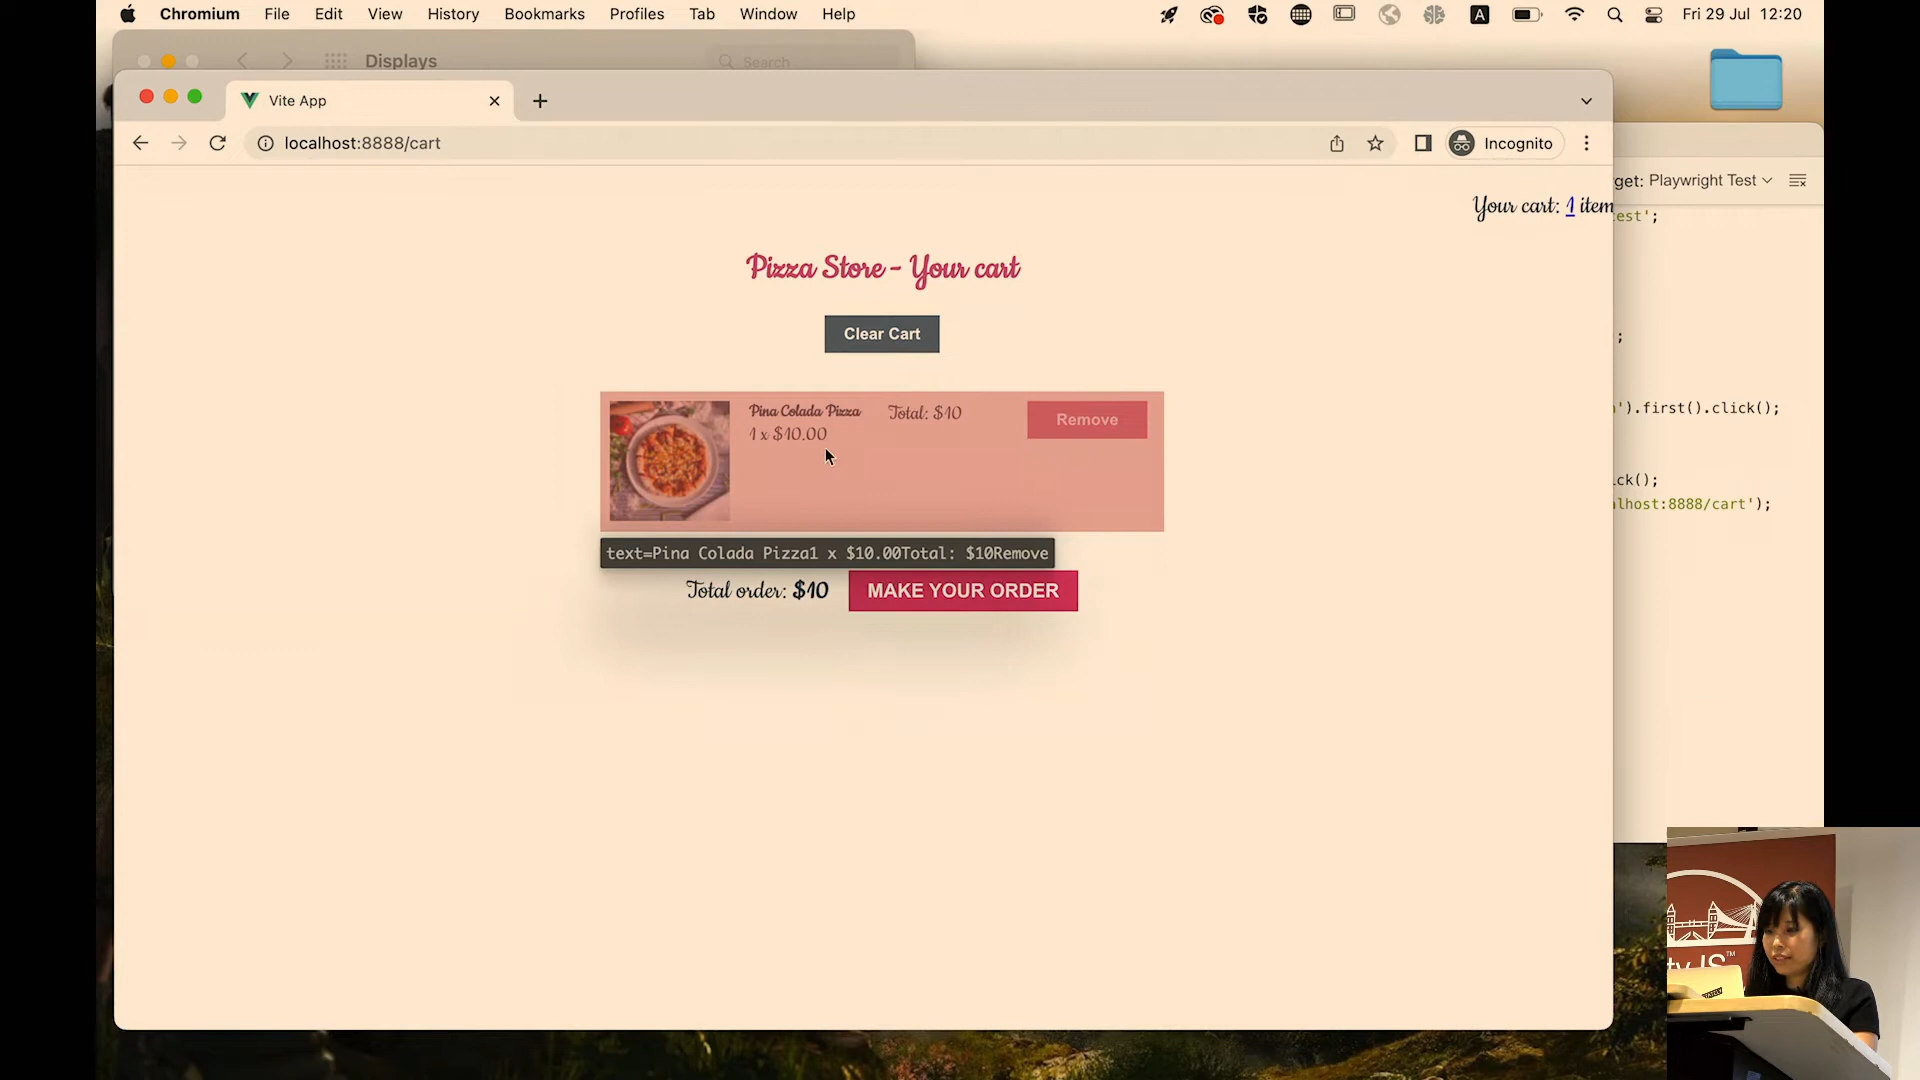 Chromium File Edit View History Bookmarks Profiles Tab Window Help
A
Fri 29 Jul 12:20
Displays
Search
Vite App
localhost:8888/cart
Incognito
get: Playwright Test
Your cart: 1 item
est';
Pizza Store - Your cart
Clear Cart
;
Pina Colada Pizza
Total: $10
Remove
').first().click();
1 x $10.00
ick();
lhost:8888/cart');
text=Pina Colada Pizza1 x $10.00Total: $10Remove
Total order: $10
MAKE YOUR ORDER
ty JS™